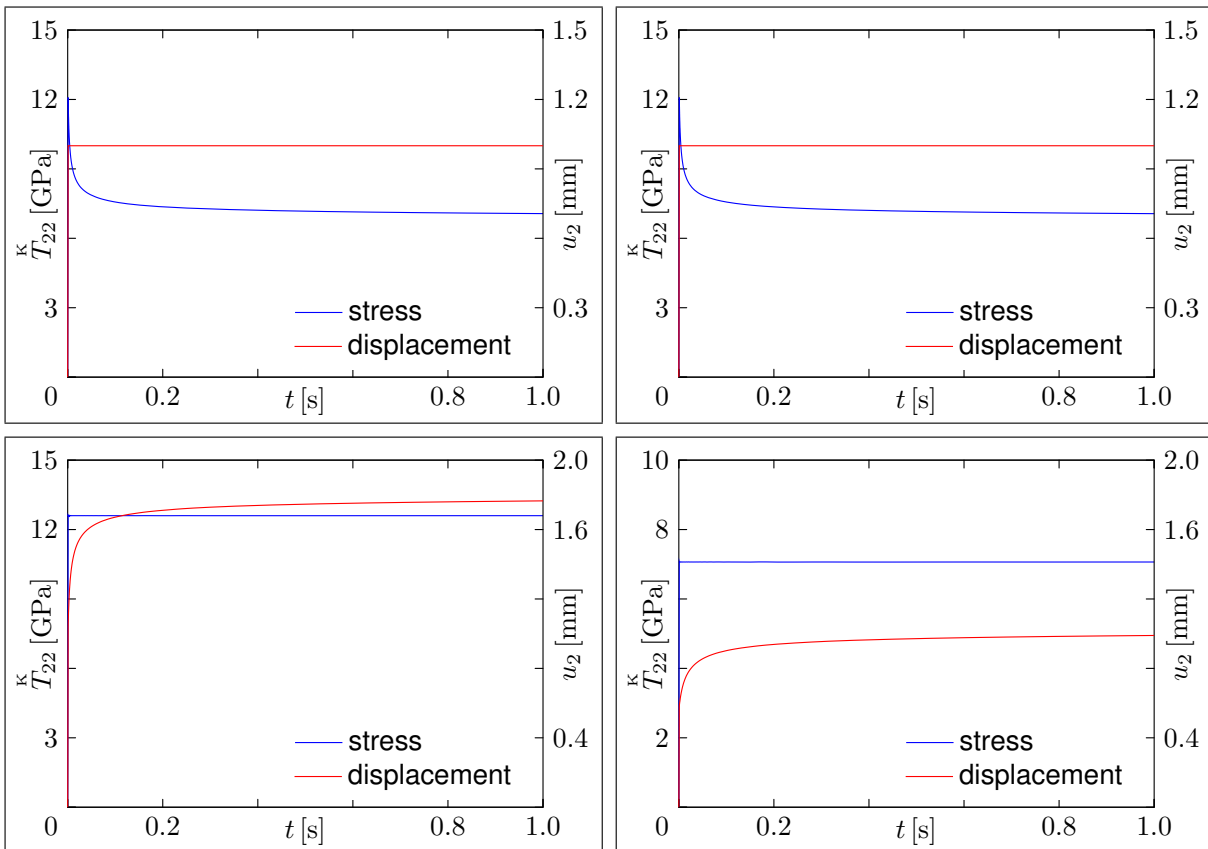 15
1.5
12
1.2
K
T22 [GPa]
u2 [mm]
3
0.3
stress
displacement
0
0.2
t [s]
0.8
1.0
15
1.5
12
1.2
K
T22 [GPa]
u2 [mm]
3
0.3
stress
displacement
0
0.2
t [s]
0.8
1.0
15
2.0
12
1.6
K
T22 [GPa]
u2 [mm]
3
0.4
stress
displacement
0
0.2
t [s]
0.8
1.0
10
2.0
8
1.6
K
T22 [GPa]
u2 [mm]
2
0.4
stress
displacement
0
0.2
t [s]
0.8
1.0